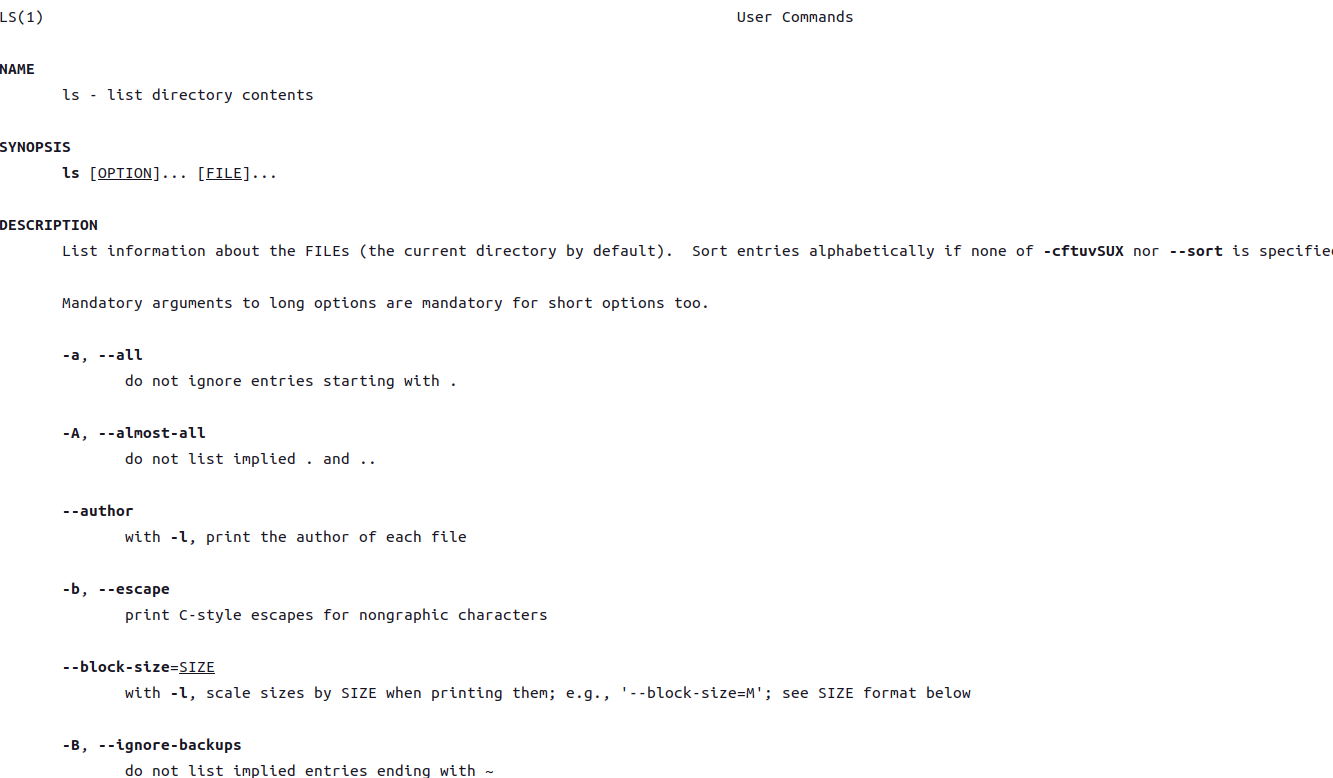 LS(1) User Commands
NAME
ls - list directory contents
SYNOPSIS
ls [OPTION]... [FILE]...
DESCRIPTION
List information about the FILEs (the current directory by default).  Sort entries alphabetically if none of -cftuvSUX nor --sort is
Mandatory arguments to long options are mandatory for short options too.
-a, --all
do not ignore entries starting with .
-A, --almost-all
do not list implied . and ..
--author
with -l, print the author of each file
-b, --escape
print C-style escapes for nongraphic characters
--block-size=SIZE
with -l, scale sizes by SIZE when printing them; e.g., '--block-size=M'; see SIZE format below
-B, --ignore-backups
do not list implied entries ending with ~